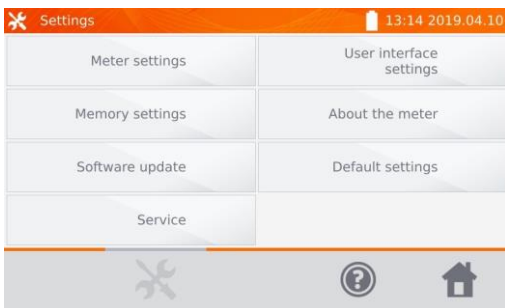 Settings
13:14 2019.04.10
Meter settings
User interface
settings
Memory settings
About the meter
Software update
Default settings
Service
?